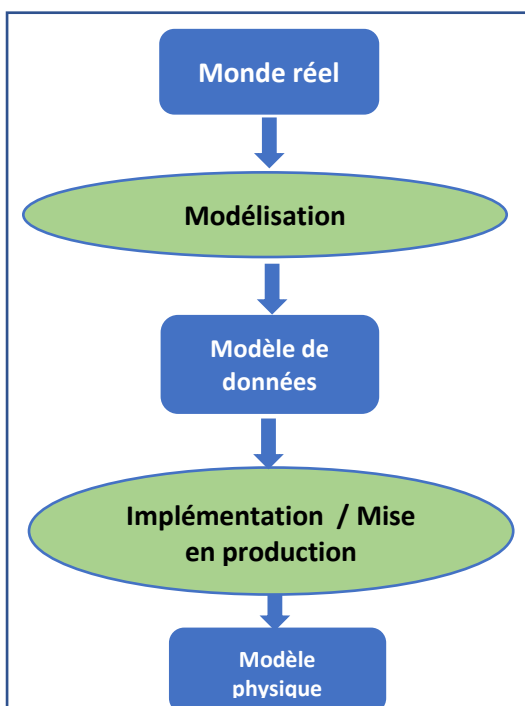 Monde réel
Modélisation
Modèle de
données
Implémentation / Mise
en production
Modèle
physique